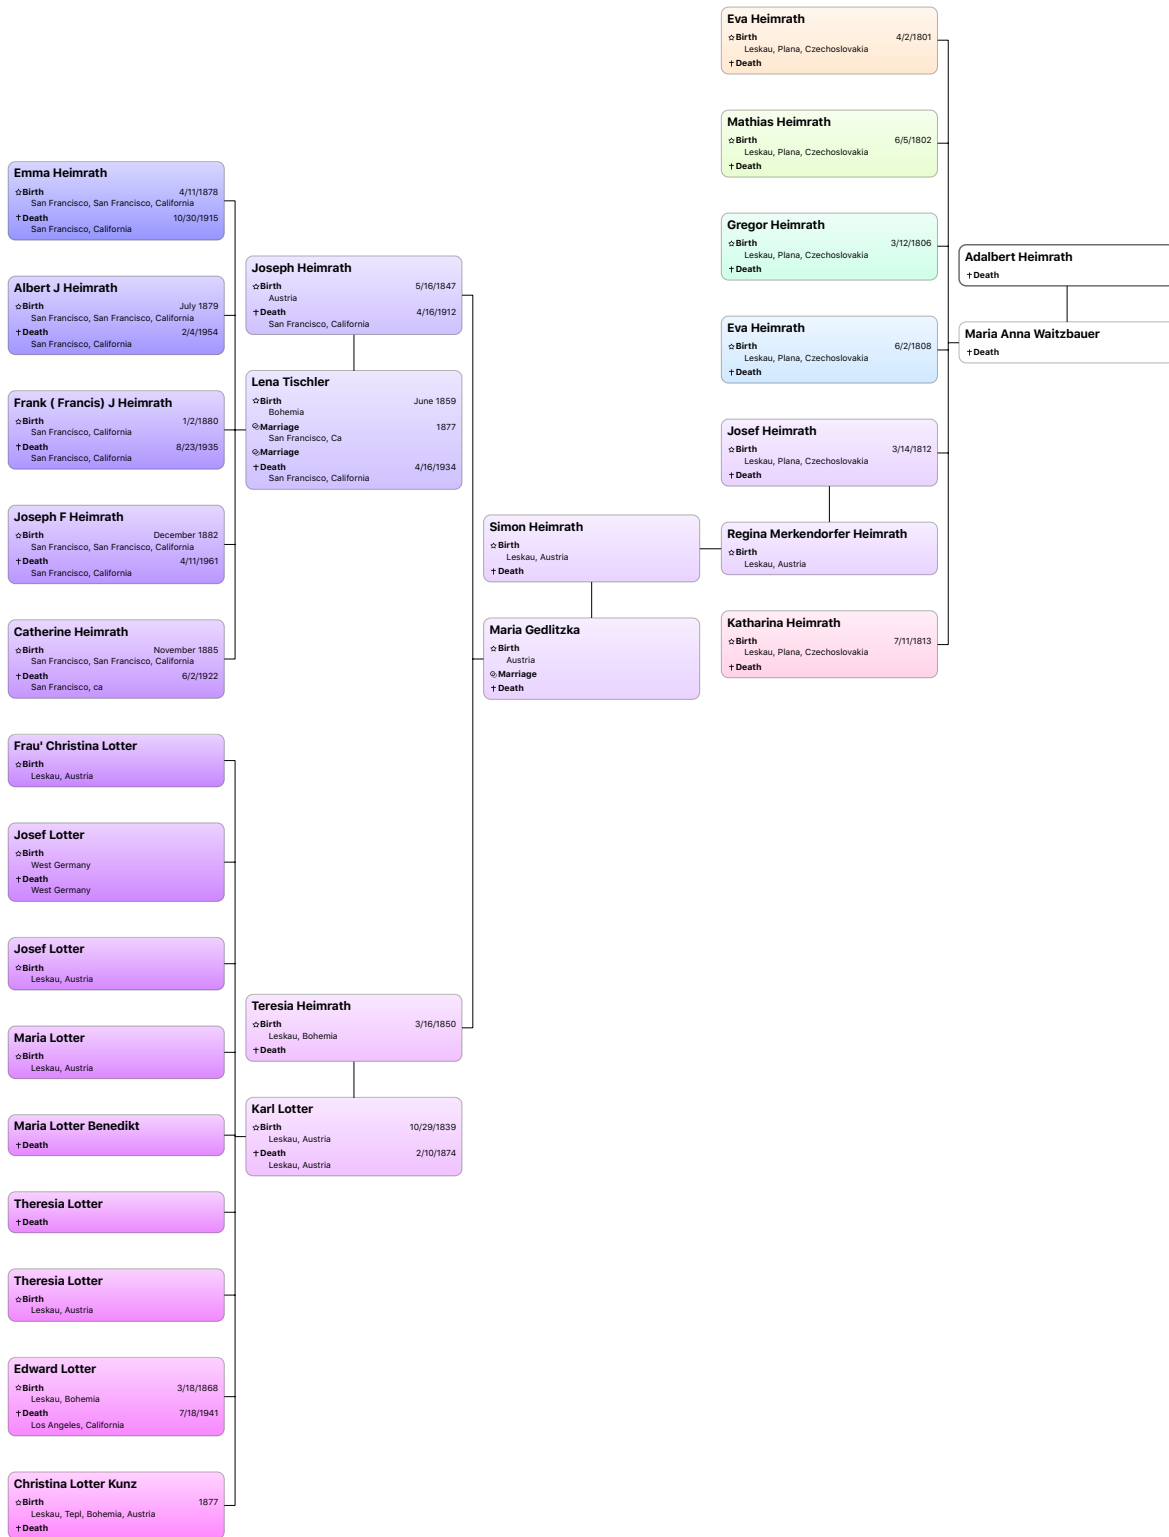 Eva Heimrath
☆Birth 4/2/1801
Leskau, Plana, Czechoslovakia
†Death
Mathias Heimrath
☆Birth 6/5/1802
Leskau, Plana, Czechoslovakia
†Death
Gregor Heimrath
☆Birth 3/12/1806
Leskau, Plana, Czechoslovakia
†Death
Eva Heimrath
☆Birth 6/2/1808
Leskau, Plana, Czechoslovakia
†Death
Josef Heimrath
☆Birth 3/14/1812
Leskau, Plana, Czechoslovakia
†Death
Regina Merkendorfer Heimrath
☆Birth
Leskau, Austria
Katharina Heimrath
☆Birth 7/11/1813
Leskau, Plana, Czechoslovakia
†Death
Adalbert Heimrath
†Death
Maria Anna Waitzbauer
†Death
Emma Heimrath
☆Birth 4/11/1878
San Francisco, San Francisco, California
†Death 10/30/1915
San Francisco, California
Albert J Heimrath
☆Birth July 1879
San Francisco, San Francisco, California
†Death 2/4/1954
San Francisco, California
Frank ( Francis) J Heimrath
☆Birth 1/2/1880
San Francisco, California
†Death 8/23/1935
San Francisco, California
Joseph F Heimrath
☆Birth December 1882
San Francisco, San Francisco, California
†Death 4/11/1961
San Francisco, California
Catherine Heimrath
☆Birth November 1885
San Francisco, San Francisco, California
†Death 6/2/1922
San Francisco, ca
Joseph Heimrath
☆Birth 5/16/1847
Austria
†Death 4/16/1912
San Francisco, California
Lena Tischler
☆Birth June 1859
Bohemia
⚭Marriage 1877
San Francisco, Ca
⚭Marriage
†Death 4/16/1934
San Francisco, California
Simon Heimrath
☆Birth
Leskau, Austria
†Death
Maria Gedlitzka
☆Birth
Austria
⚭Marriage
†Death
Frau' Christina Lotter
☆Birth
Leskau, Austria
Josef Lotter
☆Birth
West Germany
†Death
West Germany
Josef Lotter
☆Birth
Leskau, Austria
Maria Lotter
☆Birth
Leskau, Austria
Maria Lotter Benedikt
†Death
Theresia Lotter
†Death
Theresia Lotter
☆Birth
Leskau, Austria
Edward Lotter
☆Birth 3/18/1868
Leskau, Bohemia
†Death 7/18/1941
Los Angeles, California
Christina Lotter Kunz
☆Birth 1877
Leskau, Tepl, Bohemia, Austria
†Death
Teresia Heimrath
☆Birth 3/16/1850
Leskau, Bohemia
†Death
Karl Lotter
☆Birth 10/29/1839
Leskau, Austria
†Death 2/10/1874
Leskau, Austria